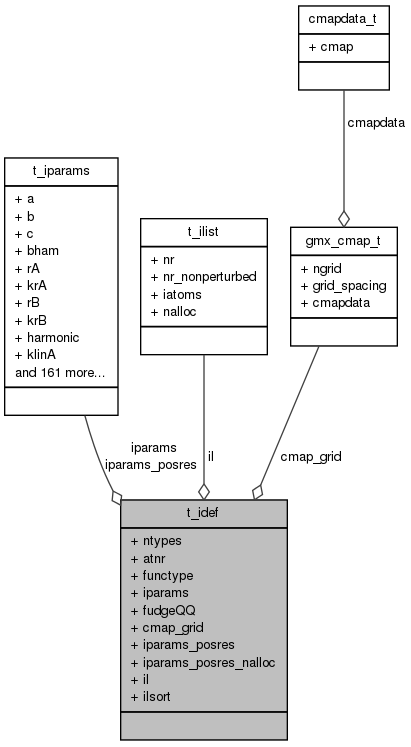 cmapdata_t
+ cmap
cmapdata
t_iparams
+ a
+ b
+ c
+ bham
+ rA
+ krA
+ rB
+ krB
+ harmonic
+ klinA
and 161 more...
t_ilist
+ nr
+ nr_nonperturbed
+ iatoms
+ nalloc
gmx_cmap_t
+ ngrid
+ grid_spacing
+ cmapdata
iparams
iparams_posres
il
cmap_grid
t_idef
+ ntypes
+ atnr
+ functype
+ iparams
+ fudgeQQ
+ cmap_grid
+ iparams_posres
+ iparams_posres_nalloc
+ il
+ ilsort